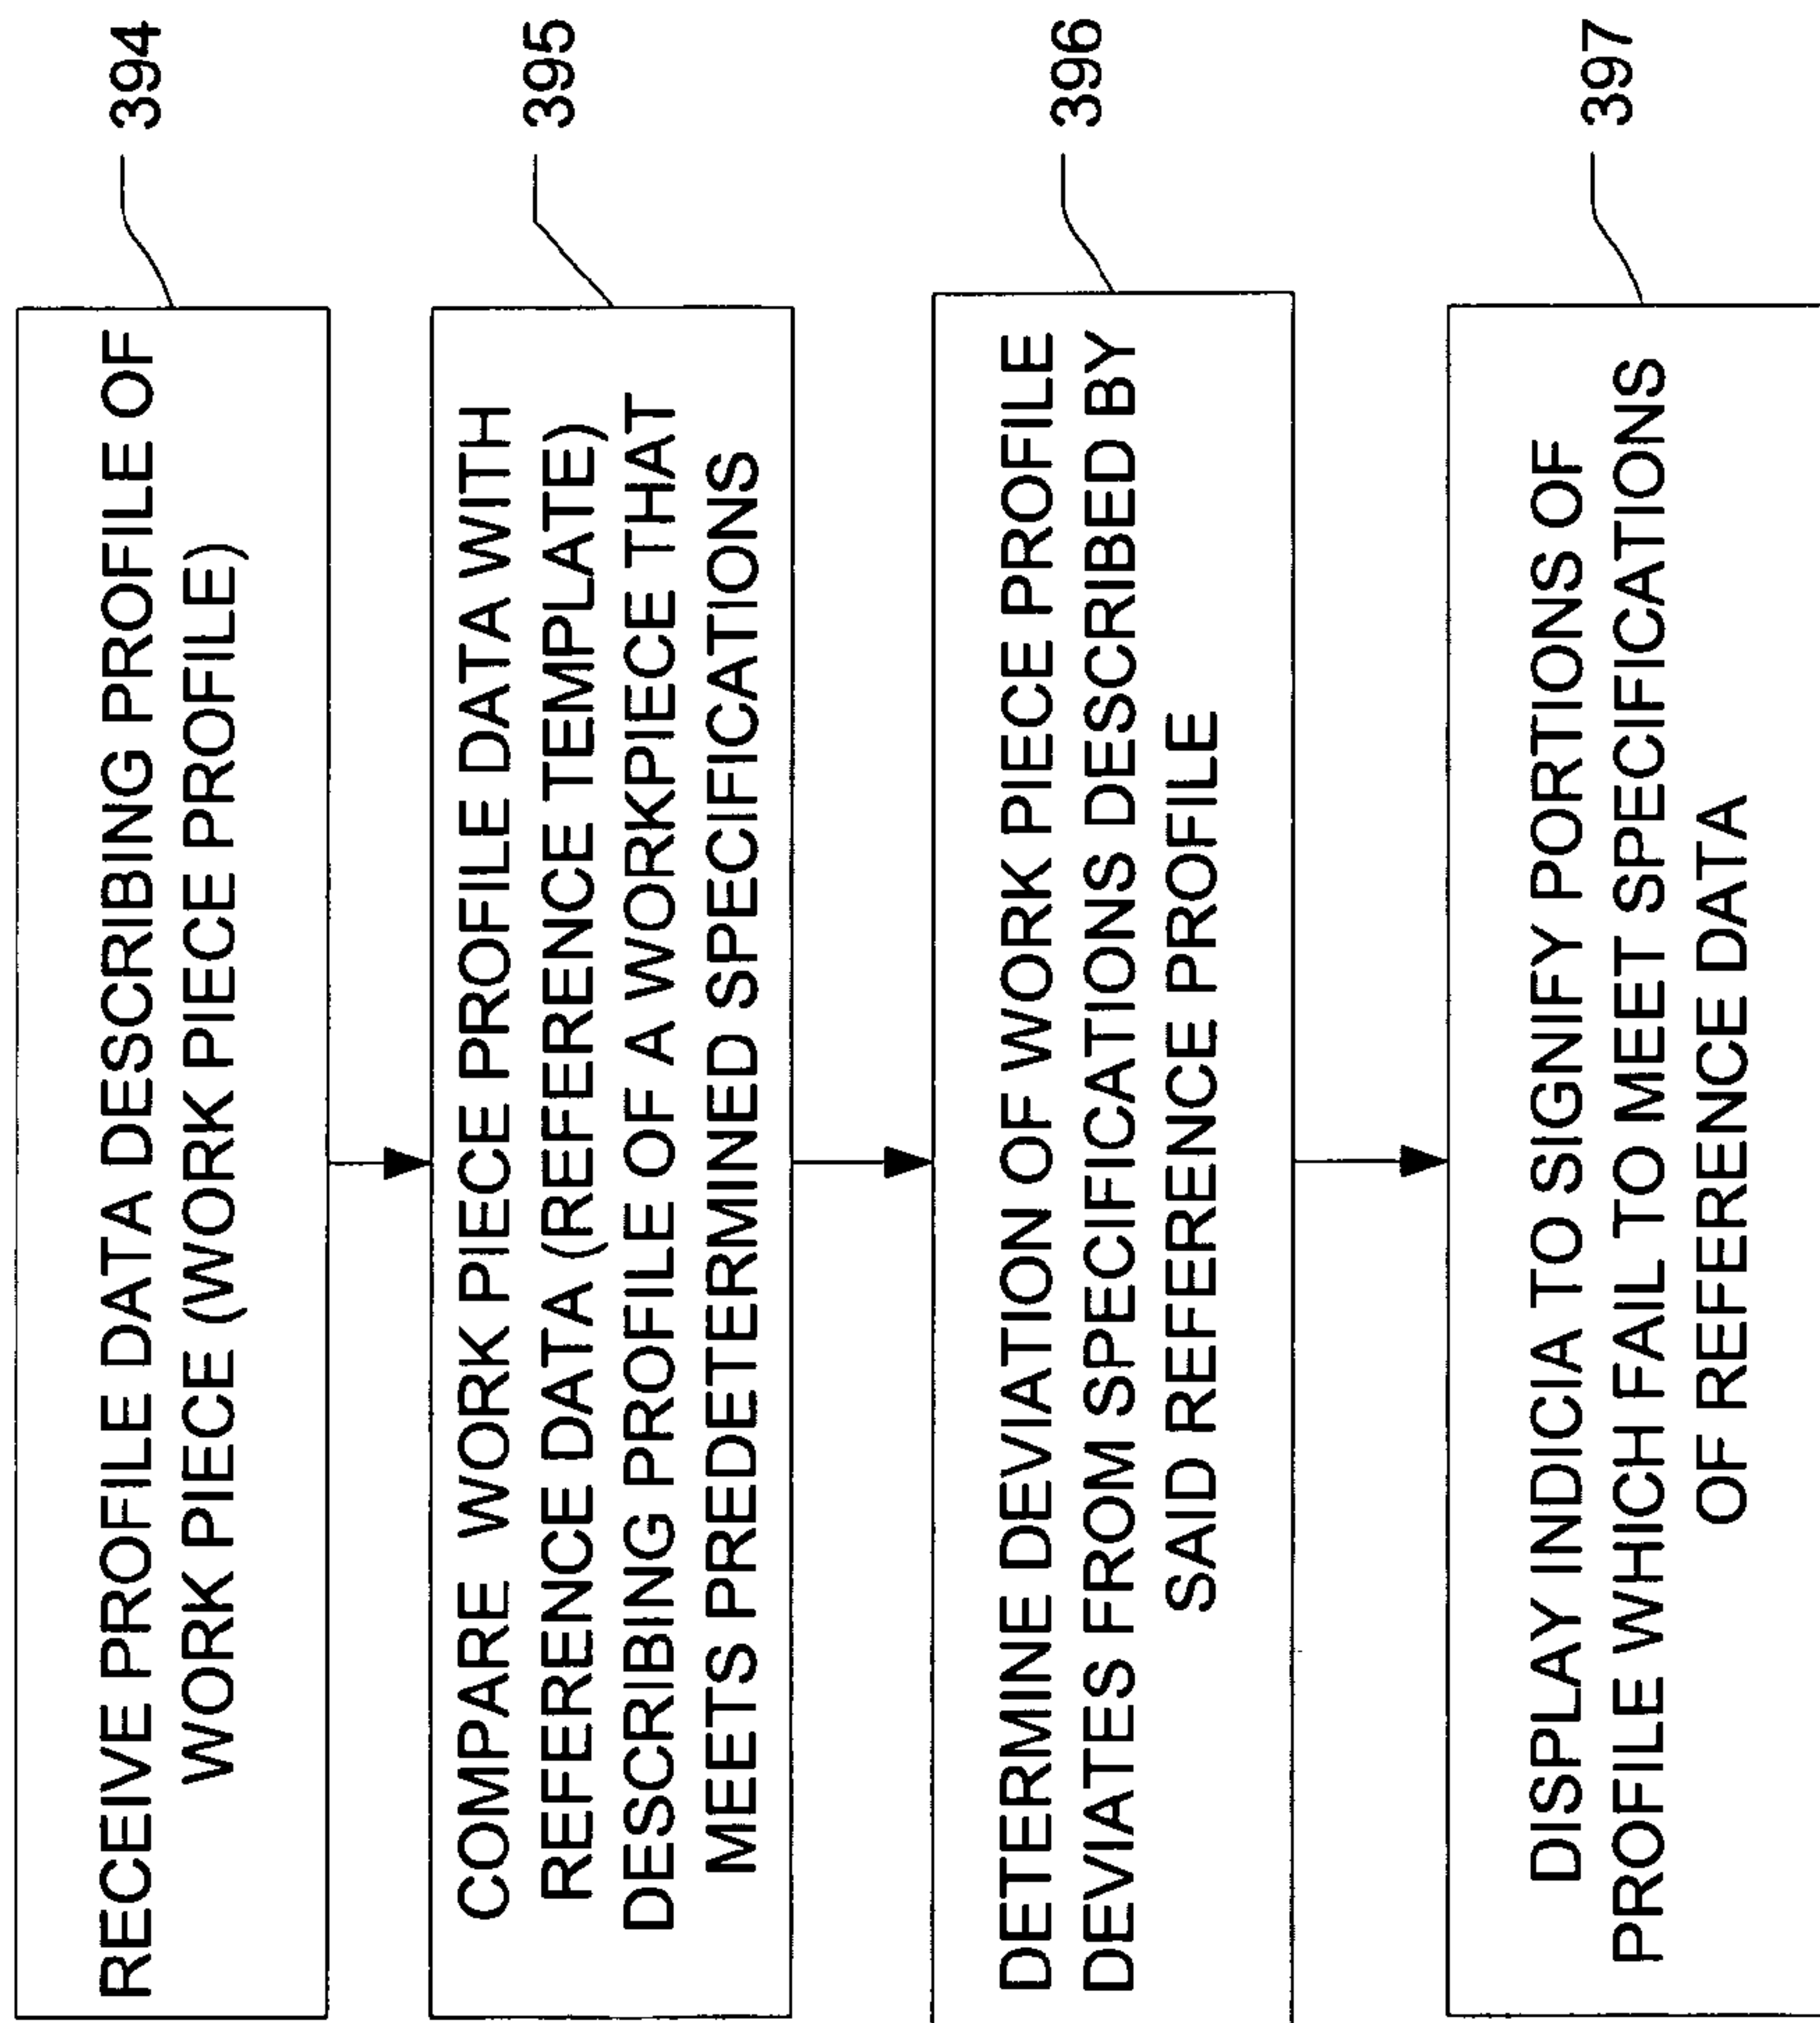 RECEIVE PROFILE DATA DESCRIBING PROFILE OF
WORK PIECE (WORK PIECE PROFILE)
394
COMPARE WORK PIECE PROFILE DATA WITH
REFERENCE DATA (REFERENCE TEMPLATE)
DESCRIBING PROFILE OF A WORKPIECE THAT
MEETS PREDETERMINED SPECIFICATIONS
395
DETERMINE DEVIATION OF WORK PIECE PROFILE
DEVIATES FROM SPECIFICATIONS DESCRIBED BY
SAID REFERENCE PROFILE
396
DISPLAY INDICIA TO SIGNIFY PORTIONS OF
PROFILE WHICH FAIL TO MEET SPECIFICATIONS
OF REFERENCE DATA
397